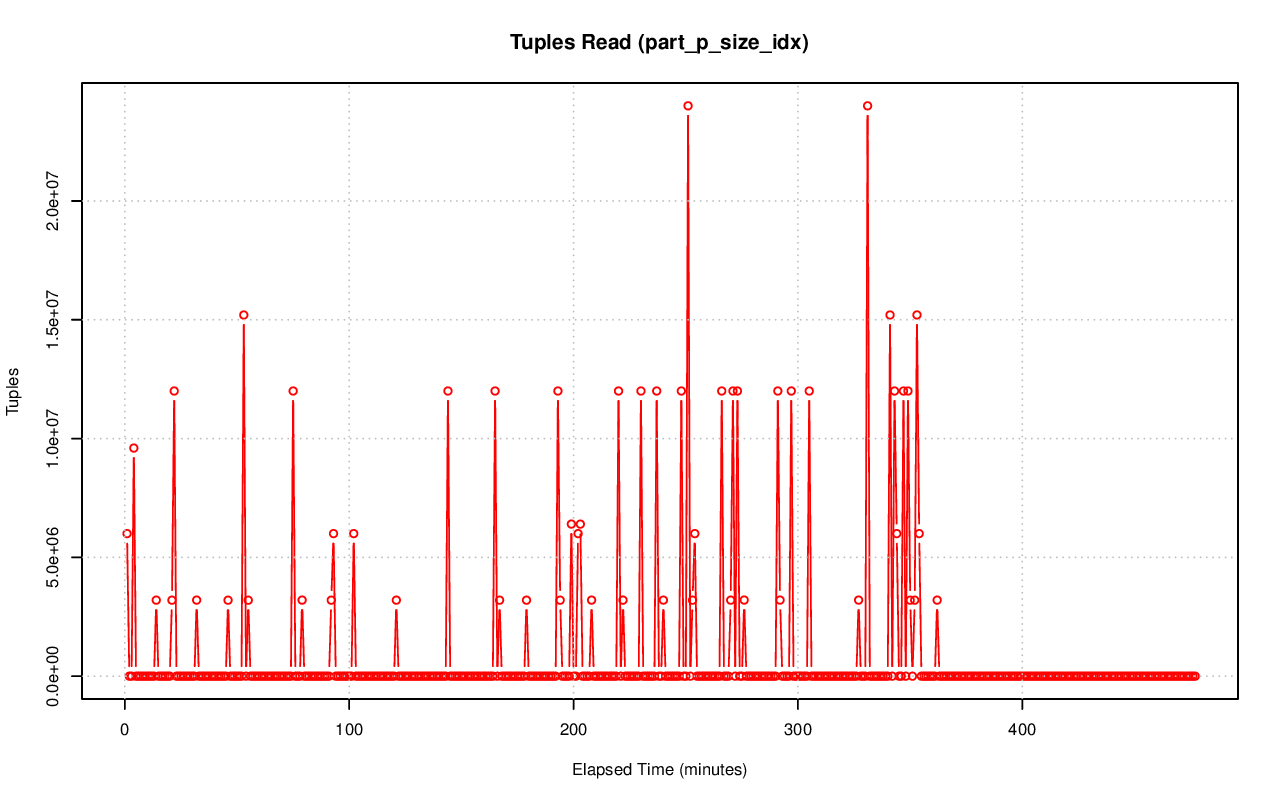 Tuples Read (part_p_size_idx)
Tuples
2.0e+07
1.5e+07
1.0e+07
5.0e+06
0.0e+00
0 100 200 300 400
Elapsed Time (minutes)